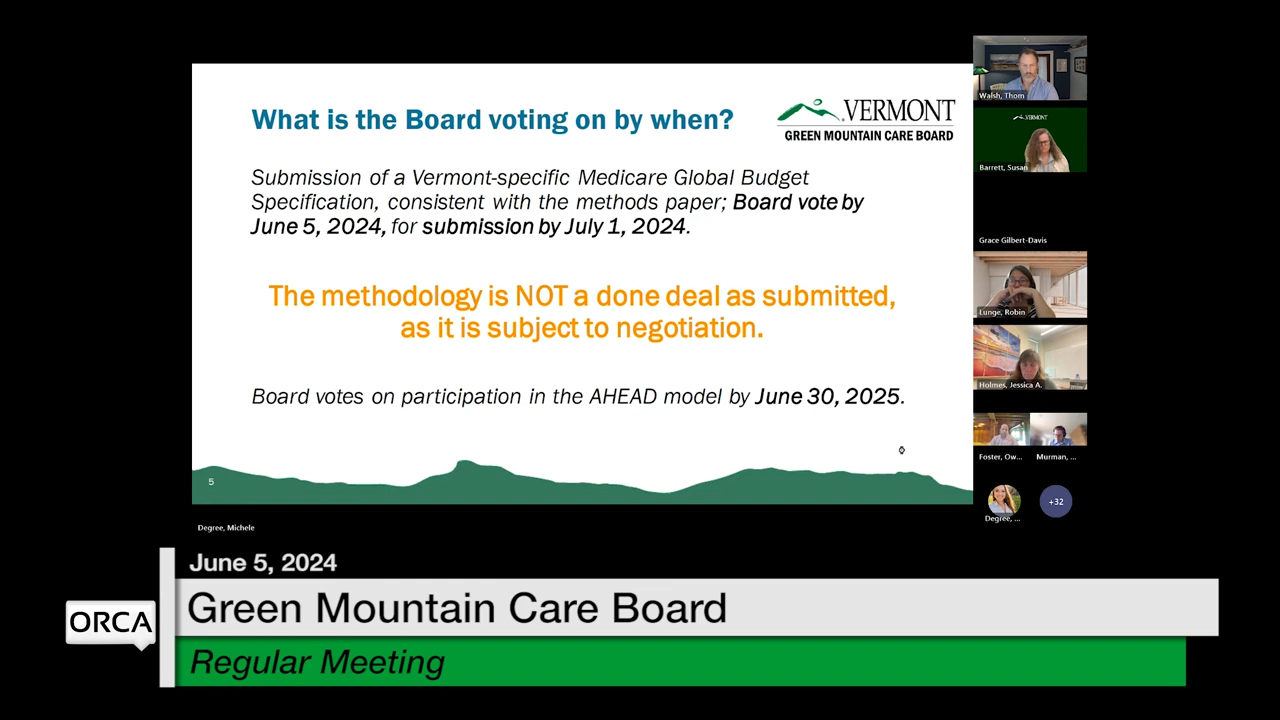 What is the Board voting on by when?
VERMONT
GREEN MOUNTAIN CARE BOARD
Submission of a Vermont-specific Medicare Global Budget
Specification, consistent with the methods paper; Board vote by
June 5, 2024, for submission by July 1, 2024.
The methodology is NOT a done deal as submitted,
as it is subject to negotiation.
Board votes on participation in the AHEAD model by June 30, 2025.
5
Walsh, Thom
VERMONT
Barrett, Susan
Grace Gilbert-Davis
Lunge, Robin
Holmes, Jessica A.
Foster, Ow...
Murman, ...
Degree, ...
+32
Degree, Michele
June 5, 2024
ORCA
Green Mountain Care Board
Regular Meeting